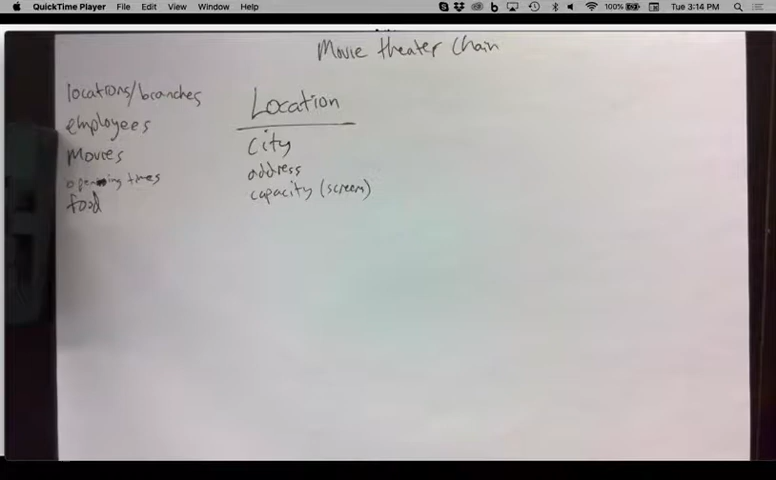 QuickTime Player File Edit View Window Help 100% Tue 3:14 PM
Movie theater Chain
locations/branches
employees
Movies
opening times
food
Location
city
address
capacity (screens)